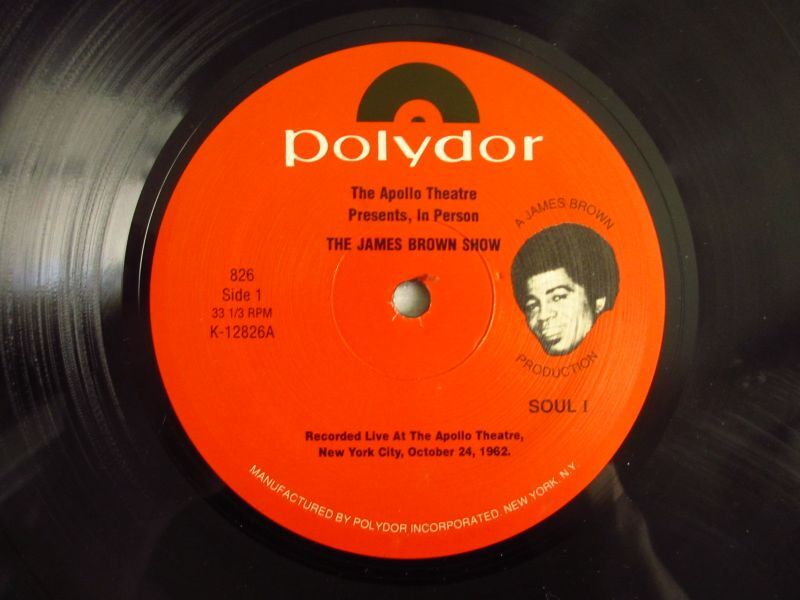 polydor
The Apollo Theatre
Presents, In Person
THE JAMES BROWN SHOW
826
Side 1
33 1/3 RPM
K-12826A
A JAMES BROWN
PRODUCTION
SOUL I
Recorded Live At The Apollo Theatre,
New York City, October 24, 1962.
MANUFACTURED BY POLYDOR INCORPORATED. NEW YORK, N.Y.